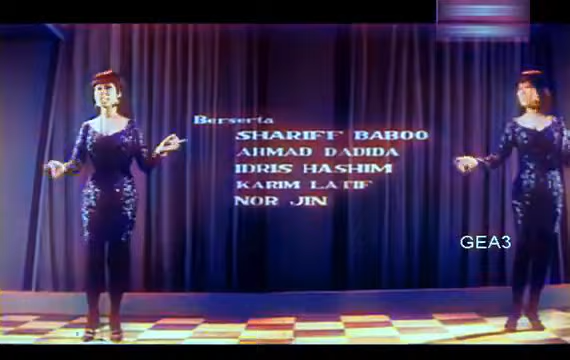 Berserta
SHARIFF BABOO
AHMAD DADIDA
IDRIS HASHIM
KARIM LATIF
NOR JIN
GEA3